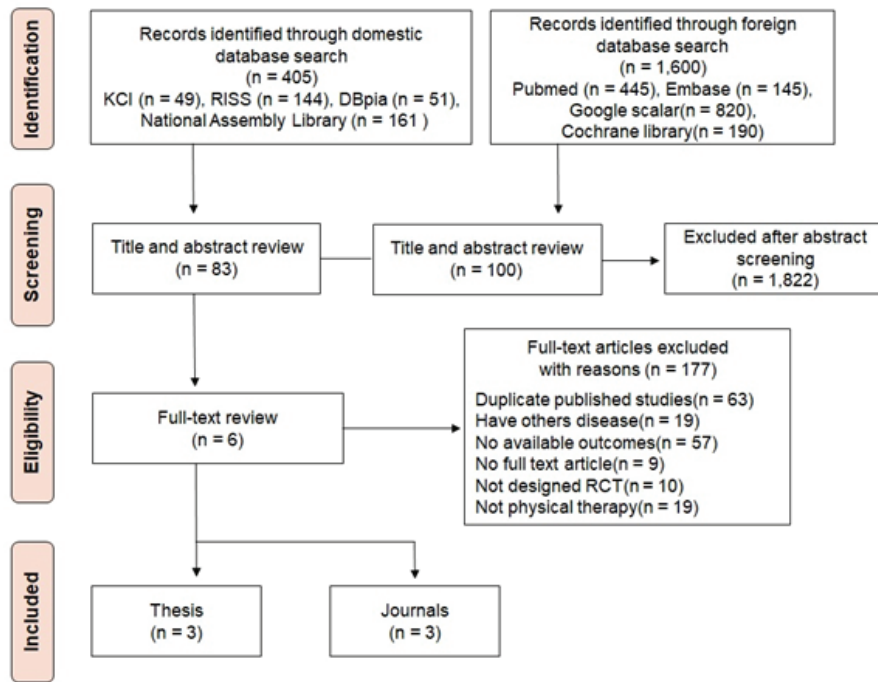 Identification
Records identified through domestic
database search
(n = 405)
KCI (n = 49), RISS (n = 144), DBpia (n = 51),
National Assembly Library (n = 161 )
Records identified through foreign
database search
(n = 1,600)
Pubmed (n = 445), Embase (n = 145),
Google scalar(n = 820),
Cochrane library(n = 190)
Screening
Title and abstract review
(n = 83)
Title and abstract review
(n = 100)
Excluded after abstract
screening
(n = 1,822)
Eligibility
Full-text review
(n = 6)
Full-text articles excluded
with reasons (n = 177)
Duplicate published studies(n = 63)
Have others disease(n = 19)
No available outcomes(n = 57)
No full text article(n = 9)
Not designed RCT(n = 10)
Not physical therapy(n = 19)
Included
Thesis
(n = 3)
Journals
(n = 3)